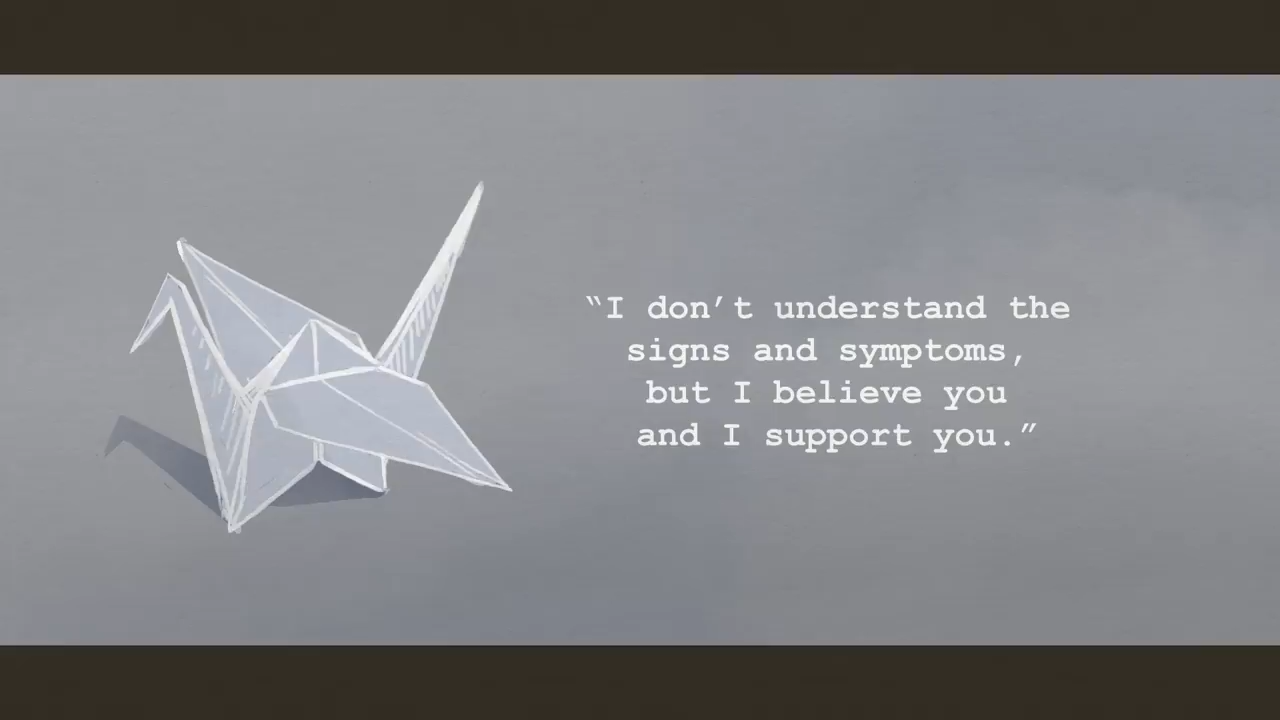 “I don’t understand the
signs and symptoms,
but I believe you
and I support you.”